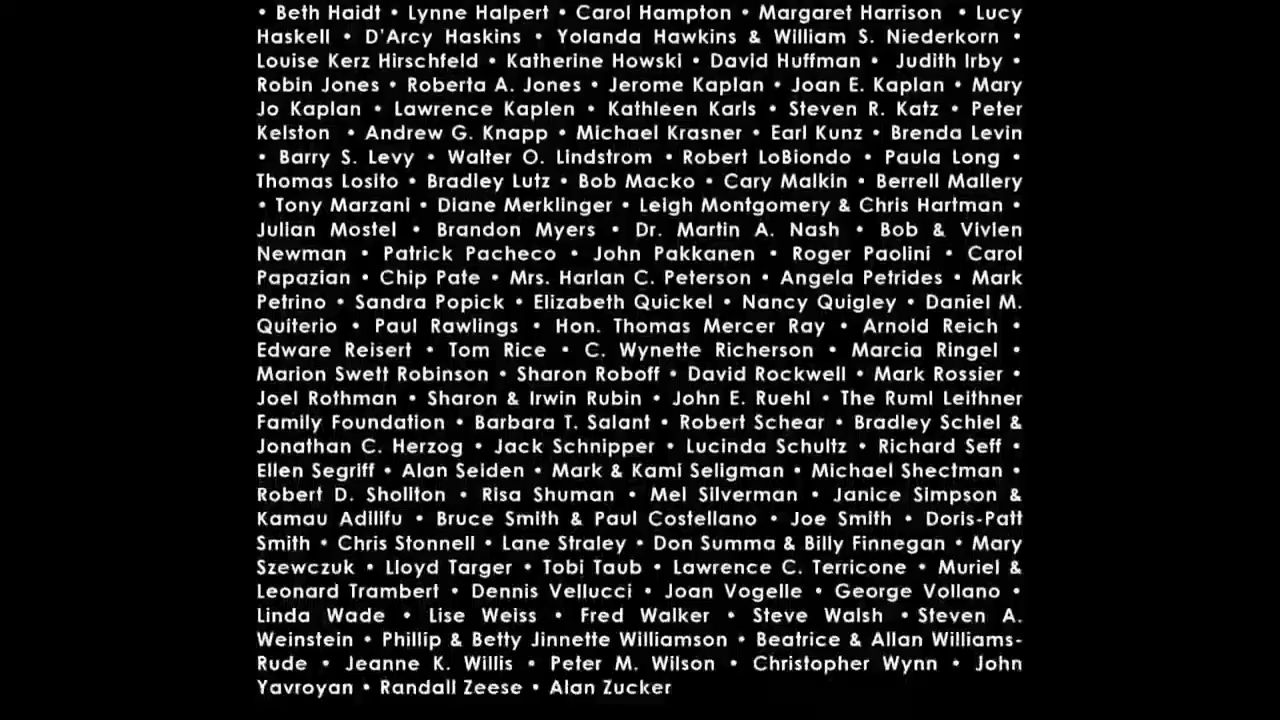 • Beth Haidt • Lynne Halpert • Carol Hampton • Margaret Harrison • Lucy
Haskell • D'Arcy Haskins • Yolanda Hawkins & William S. Niederkorn •
Louise Kerz Hirschfeld • Katherine Howski • David Huffman • Judith Irby •
Robin Jones • Roberta A. Jones • Jerome Kaplan • Joan E. Kaplan • Mary
Jo Kaplan • Lawrence Kaplen • Kathleen Karls • Steven R. Katz • Peter
Kelston • Andrew G. Knapp • Michael Krasner • Earl Kunz • Brenda Levin
• Barry S. Levy • Walter O. Lindstrom • Robert LoBiondo • Paula Long •
Thomas Losito • Bradley Lutz • Bob Macko • Cary Malkin • Berrell Mallery
• Tony Marzani • Diane Merklinger • Leigh Montgomery & Chris Hartman •
Julian Mostel • Brandon Myers • Dr. Martin A. Nash • Bob & Vivien
Newman • Patrick Pacheco • John Pakkanen • Roger Paolini • Carol
Papazian • Chip Pate • Mrs. Harlan C. Peterson • Angela Petrides • Mark
Petrino • Sandra Popick • Elizabeth Quickel • Nancy Quigley • Daniel M.
Quiterio • Paul Rawlings • Hon. Thomas Mercer Ray • Arnold Reich •
Edware Reisert • Tom Rice • C. Wynette Richerson • Marcia Ringel •
Marion Swett Robinson • Sharon Roboff • David Rockwell • Mark Rossier •
Joel Rothman • Sharon & Irwin Rubin • John E. Ruehl • The Ruml Leithner
Family Foundation • Barbara T. Salant • Robert Schear • Bradley Schiel &
Jonathan C. Herzog • Jack Schnipper • Lucinda Schultz • Richard Seff •
Ellen Segriff • Alan Seiden • Mark & Kami Seligman • Michael Shectman •
Robert D. Shollton • Risa Shuman • Mel Silverman • Janice Simpson &
Kamau Adilifu • Bruce Smith & Paul Costellano • Joe Smith • Doris-Patt
Smith • Chris Stonnell • Lane Straley • Don Summa & Billy Finnegan • Mary
Szewczuk • Lloyd Targer • Tobi Taub • Lawrence C. Terricone • Muriel &
Leonard Trambert • Dennis Vellucci • Joan Vogelle • George Vollano •
Linda Wade • Lise Weiss • Fred Walker • Steve Walsh • Steven A.
Weinstein • Phillip & Betty Jinnette Williamson • Beatrice & Allan Williams-
Rude • Jeanne K. Willis • Peter M. Wilson • Christopher Wynn • John
Yavroyan • Randall Zeese • Alan Zucker